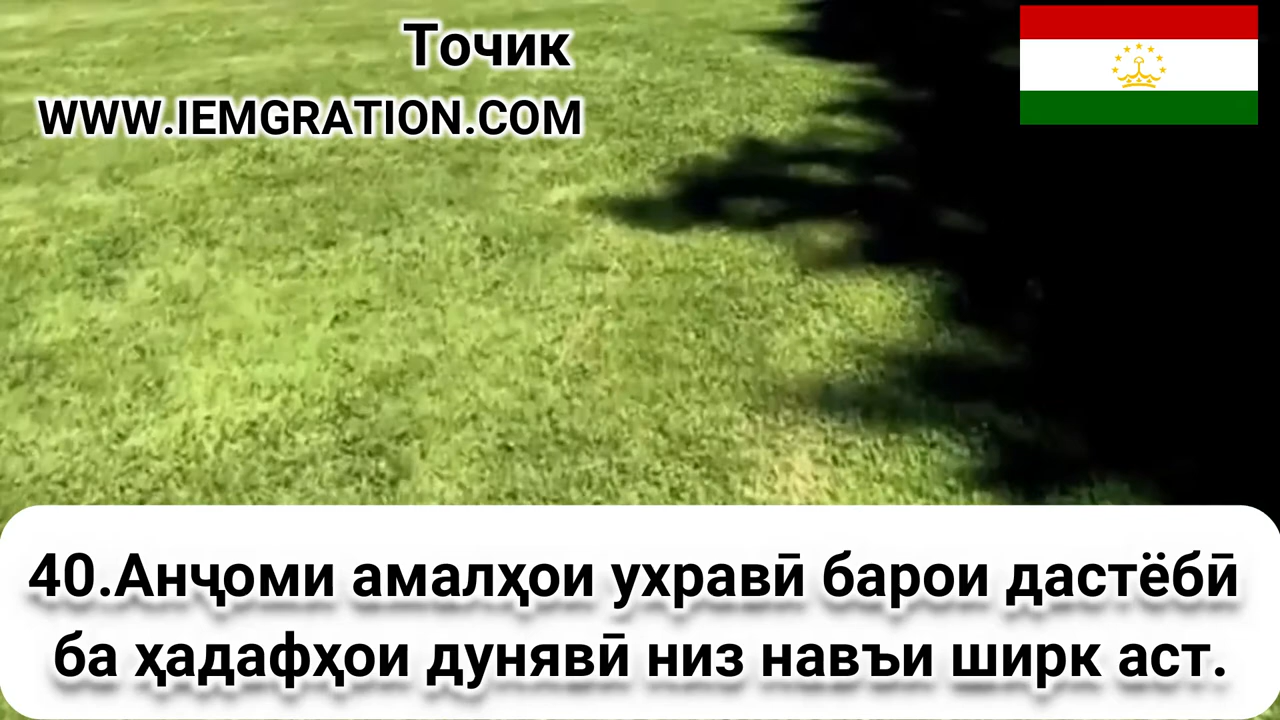 Точик
WWW.IEMGRATION.COM
40.Анҷоми амалҳои ухравӣ барои дастёбӣ
ба ҳадафҳои дунявӣ низ навъи ширк аст.